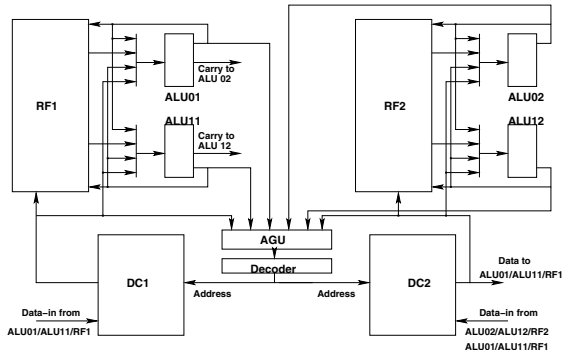 Carry to
ALU 02
RF1
ALU01
ALU11
Carry to
ALU 12
RF2
ALU02
ALU12
AGU
Decoder
DC1
Address
Address
DC2
Data to
ALU01/ALU11/RF1
Data-in from
ALU01/ALU11/RF1
Data-in from
ALU02/ALU12/RF2
ALU01/ALU11/RF1